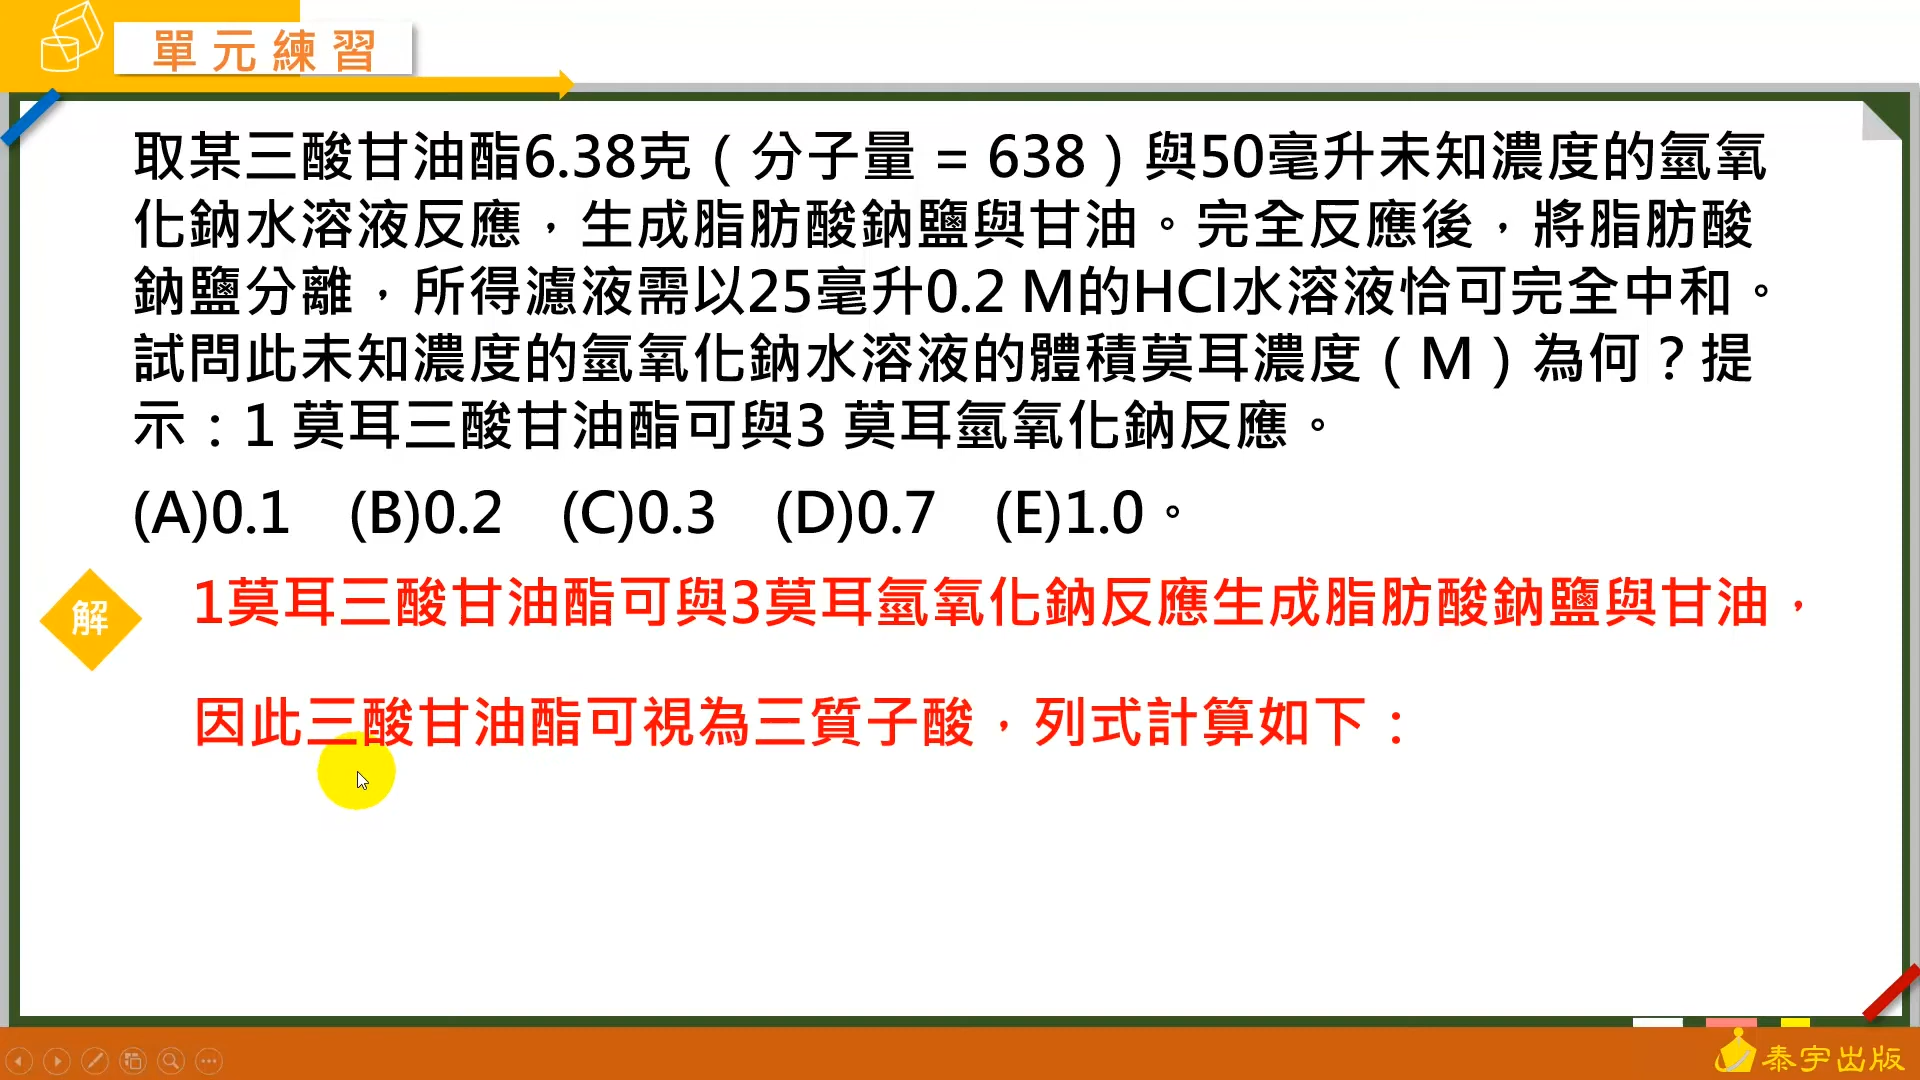 單元練習
取某三酸甘油酯6.38克（分子量 = 638）與50毫升未知濃度的氫氧
化鈉水溶液反應，生成脂肪酸鈉鹽與甘油。完全反應後，將脂肪酸
鈉鹽分離，所得濾液需以25毫升0.2 M的HCl水溶液恰可完全中和。
試問此未知濃度的氫氧化鈉水溶液的體積莫耳濃度（M）為何？提
示：1 莫耳三酸甘油酯可與3 莫耳氫氧化鈉反應。
(A)0.1 (B)0.2 (C)0.3 (D)0.7 (E)1.0。
解
1莫耳三酸甘油酯可與3莫耳氫氧化鈉反應生成脂肪酸鈉鹽與甘油，
因此三酸甘油酯可視為三質子酸，列式計算如下：
泰宇出版